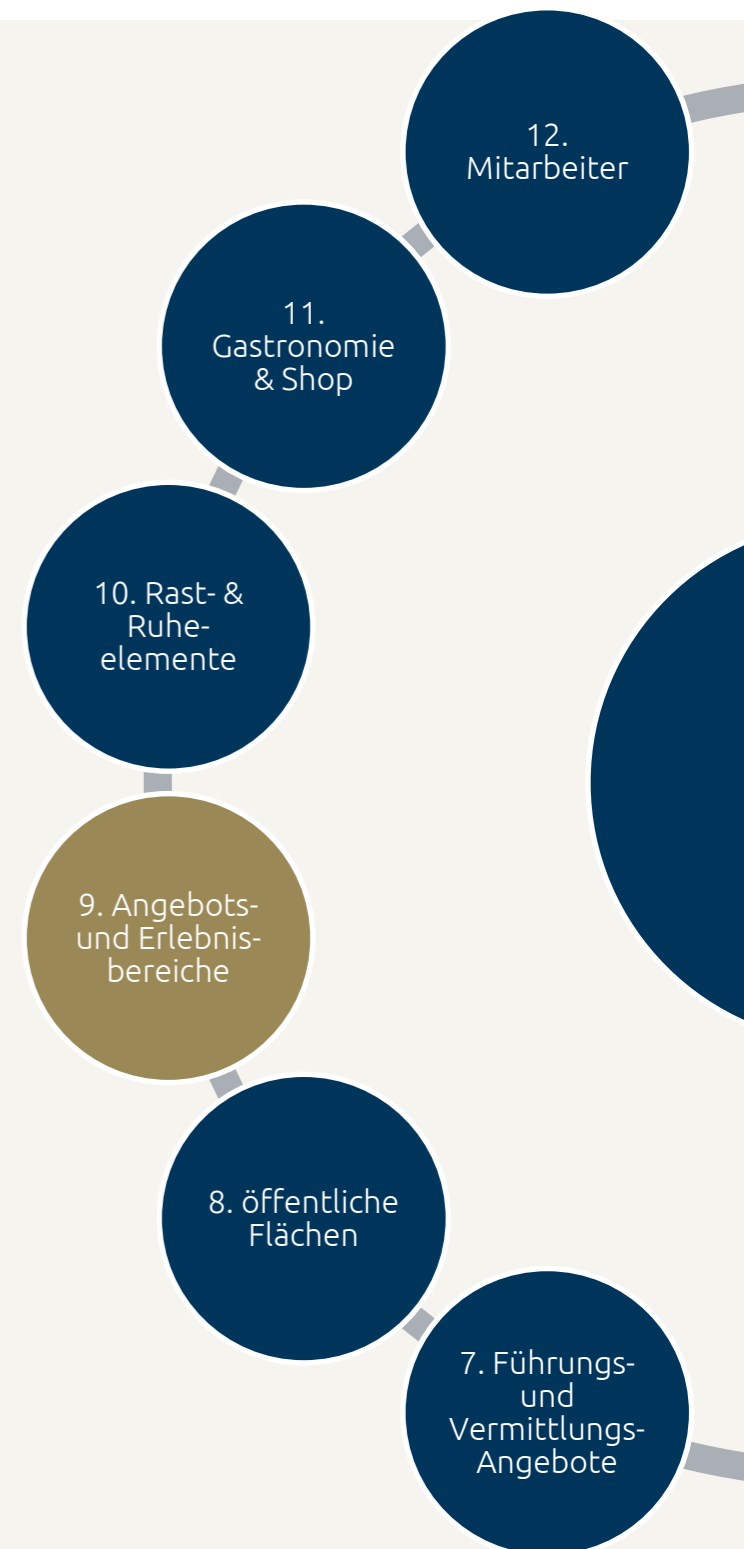 12.
Mitarbeiter
11.
Gastronomie
& Shop
10. Rast- &
Ruhe-
elemente
9. Angebots-
und Erlebnis-
bereiche
8. öffentliche
Flächen
7. Führungs-
und
Vermittlungs-
Angebote